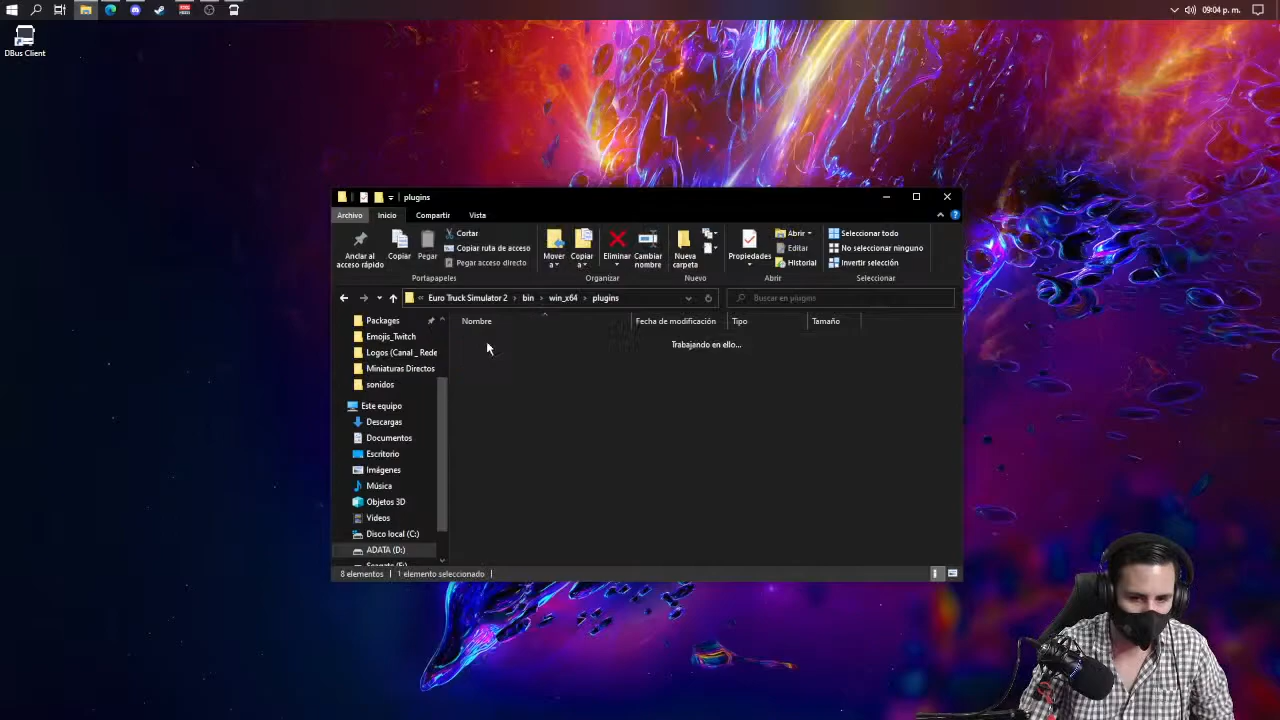 09:04 p. m.
DBus Client
plugins
Archivo Inicio Compartir Vista
Anclar al acceso rápido
Copiar
Pegar
Cortar
Copiar ruta de acceso
Pegar acceso directo
Mover a
Copiar a
Eliminar
Cambiar nombre
Nueva carpeta
Propiedades
Abrir
Editar
Historial
Seleccionar todo
No seleccionar ninguno
Invertir selección
Portapapeles Organizar Nuevo Abrir Seleccionar
« Euro Truck Simulator 2 > bin > win_x64 > plugins
Buscar en plugins
Nombre Fecha de modificación Tipo Tamaño
Trabajando en ello...
Packages
Emojis_Twitch
Logos (Canal _ Rede
Miniaturas Directos
sonidos
Este equipo
Descargas
Documentos
Escritorio
Imágenes
Música
Objetos 3D
Vídeos
Disco local (C:)
ADATA (D:)
8 elementos 1 elemento seleccionado